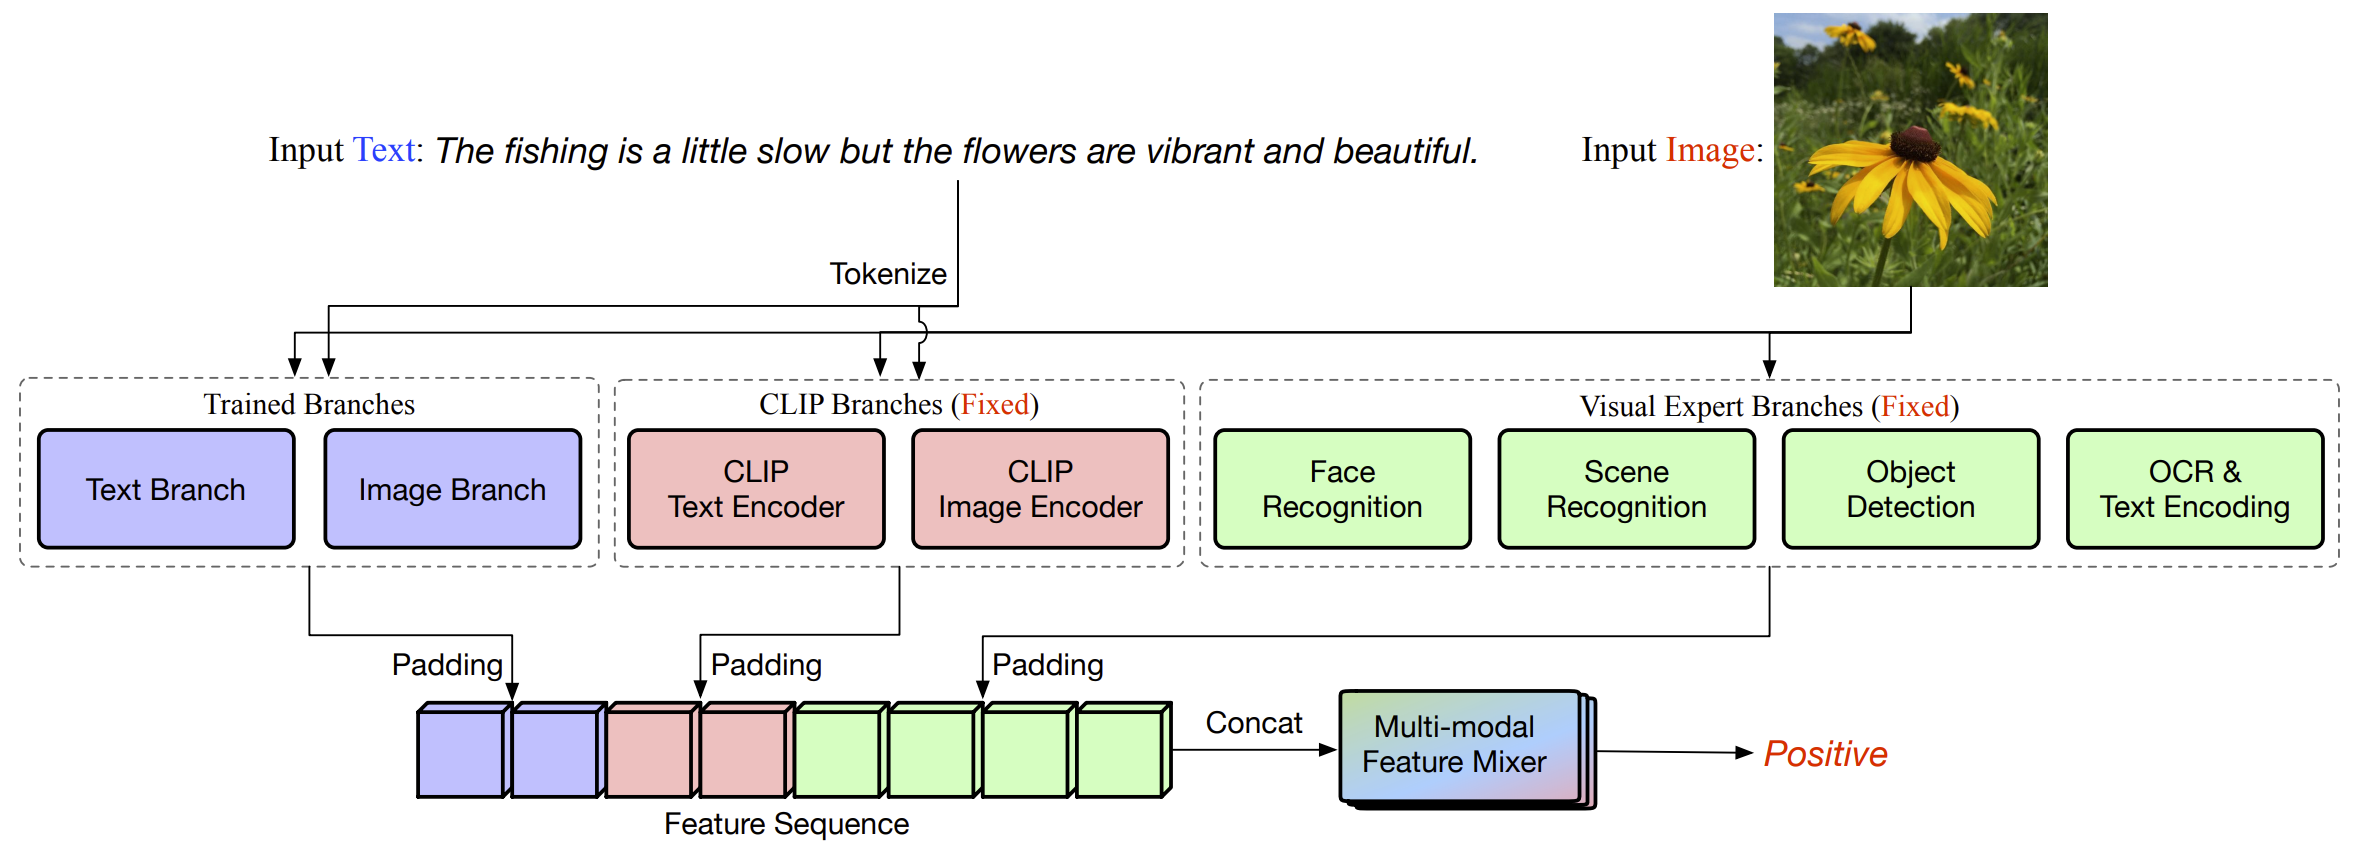 Input Text: The fishing is a little slow but the flowers are vibrant and beautiful.
Input Image:
Tokenize
Trained Branches
Text Branch
Image Branch
CLIP Branches (Fixed)
CLIP
Text Encoder
CLIP
Image Encoder
Visual Expert Branches (Fixed)
Face
Recognition
Scene
Recognition
Object
Detection
OCR &
Text Encoding
Padding
Padding
Padding
Feature Sequence
Concat
Multi-modal
Feature Mixer
Positive